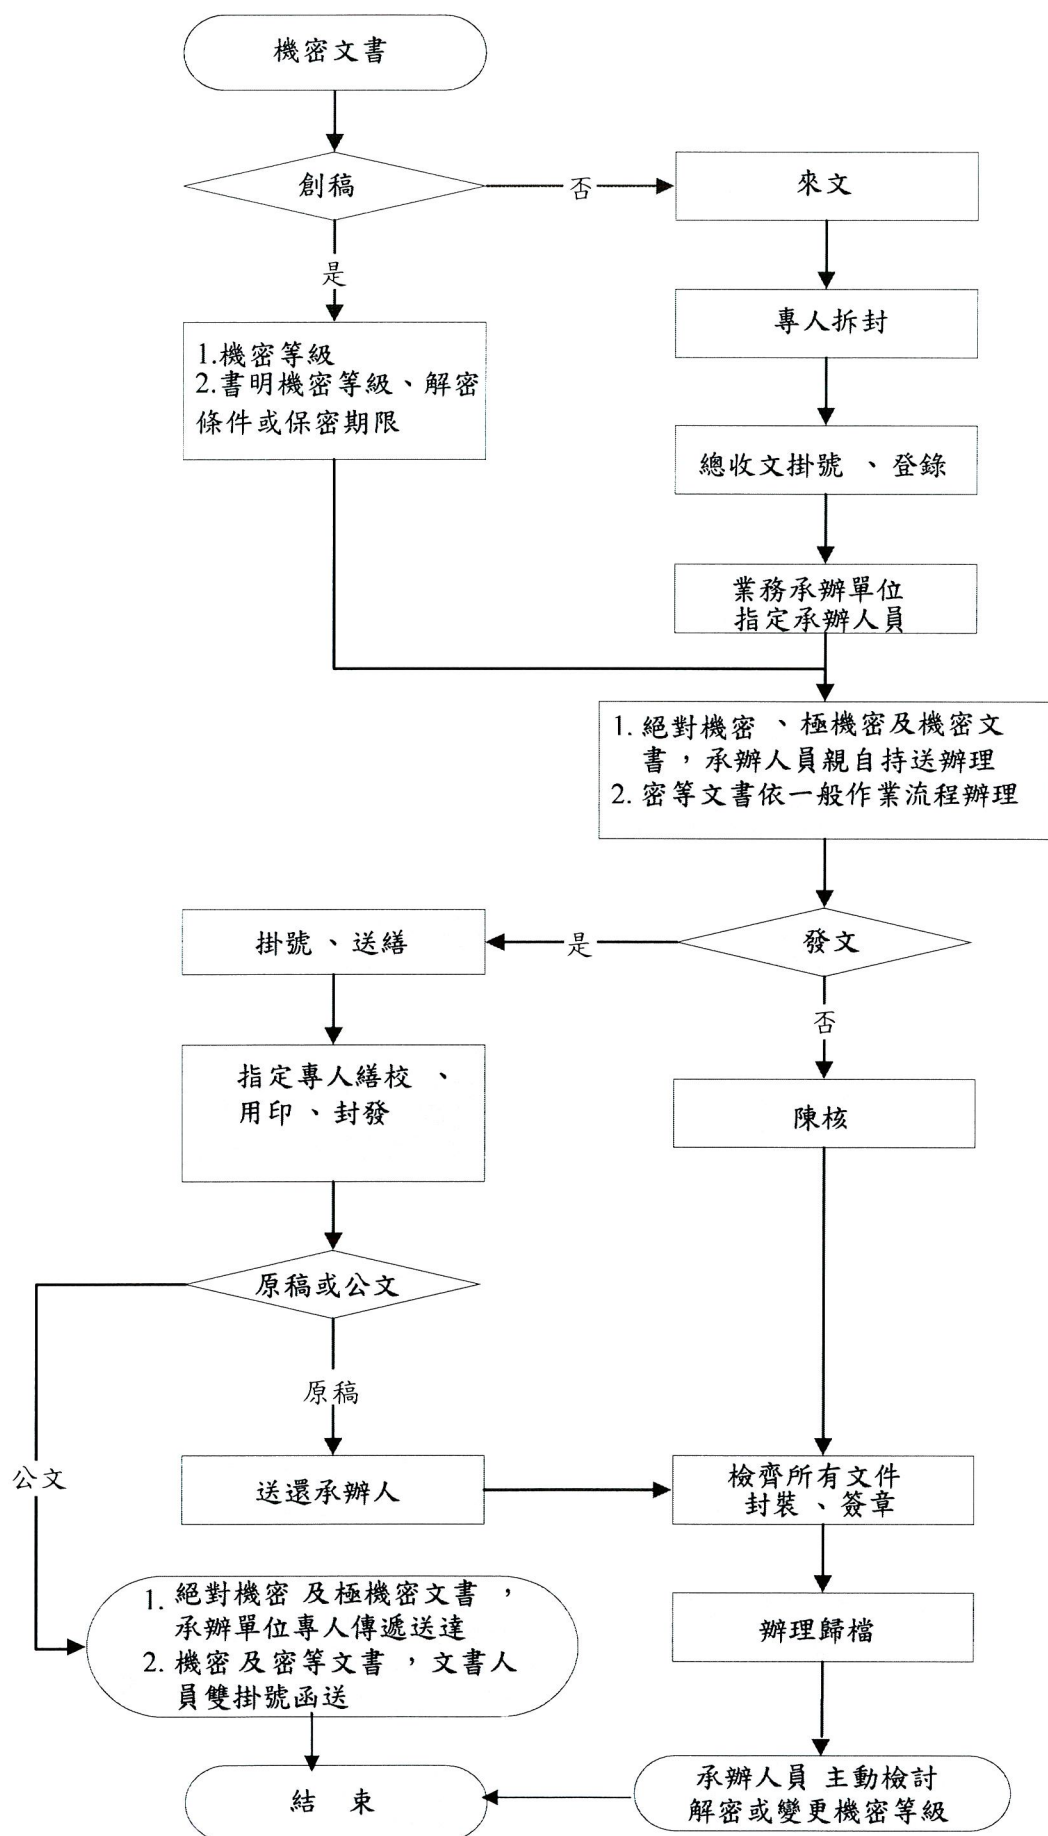 機密文書
創稿
否
來文
是
專人拆封
1.機密等級
2.書明機密等級、解密
條件或保密期限
總收文掛號、登錄
業務承辦單位
指定承辦人員
1. 絕對機密、極機密及機密文
書,承辦人員親自持送辦理
2. 密等文書依一般作業流程辦理
掛號、送繕
是
發文
否
指定專人繕校、
用印、封發
陳核
原稿或公文
原稿
公文
送還承辦人
檢齊所有文件
封裝、簽章
1. 絕對機密及極機密文書,
承辦單位專人傳遞送達
2. 機密及密等文書,文書人
員雙掛號函送
辦理歸檔
結 束
承辦人員 主動檢討
解密或變更機密等級